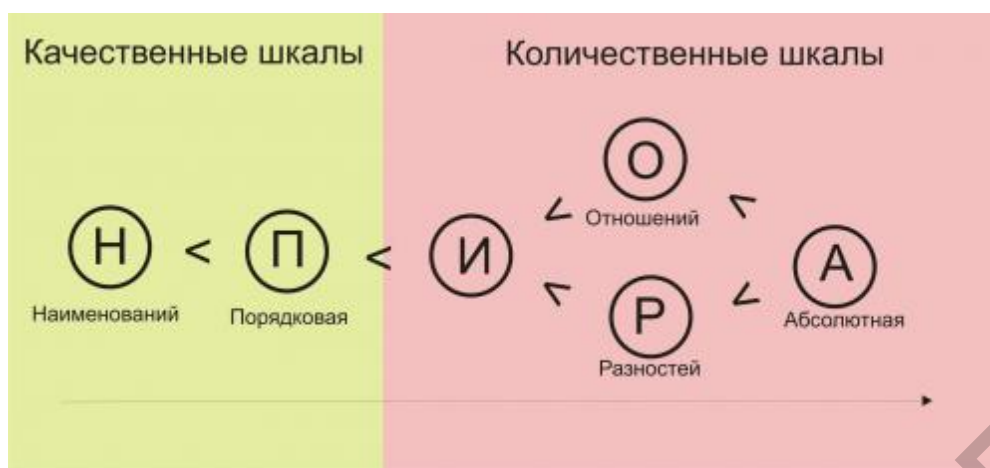 Качественные шкалы
Количественные шкалы
Н < П < И < О < А
Наименований
Порядковая
Отношений
< Р <
Разностей
Абсолютная